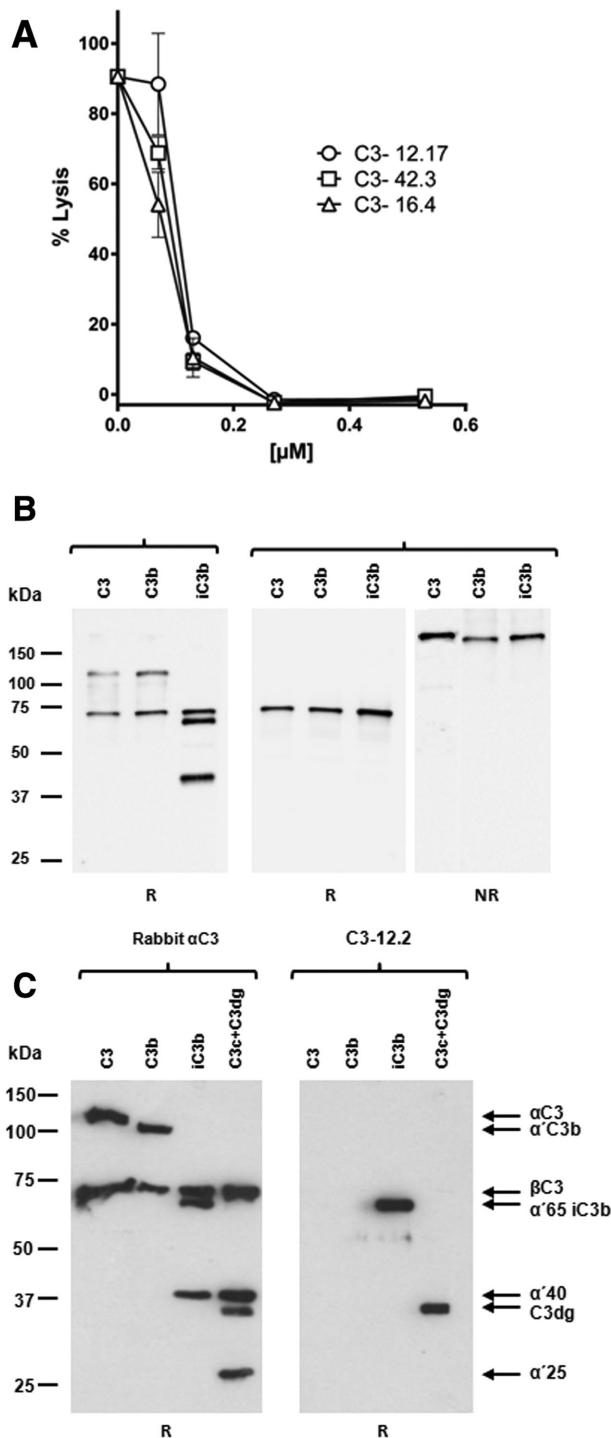 A
100
80
60
40
20
0
% Lysis
C3- 12.17
C3- 42.3
C3- 16.4
0.0 0.2 0.4 0.6
[µM]
B
kDa
C3 C3b iC3b
C3 C3b iC3b
C3 C3b iC3b
150
100
75
50
37
25
R R NR
Rabbit αC3 C3-12.2
C
kDa
C3 C3b iC3b C3c+C3dg
C3 C3b iC3b C3c+C3dg
150
100
75
50
37
25
αC3
α´C3b
βC3
α´65 iC3b
α´40
C3dg
α´25
R R